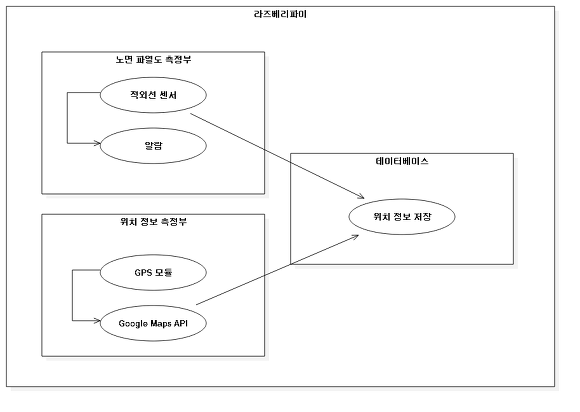 라즈베리파이
노면 파열도 측정부
적외선 센서
알람
데이터베이스
위치 정보 저장
위치 정보 측정부
GPS 모듈
Google Maps API